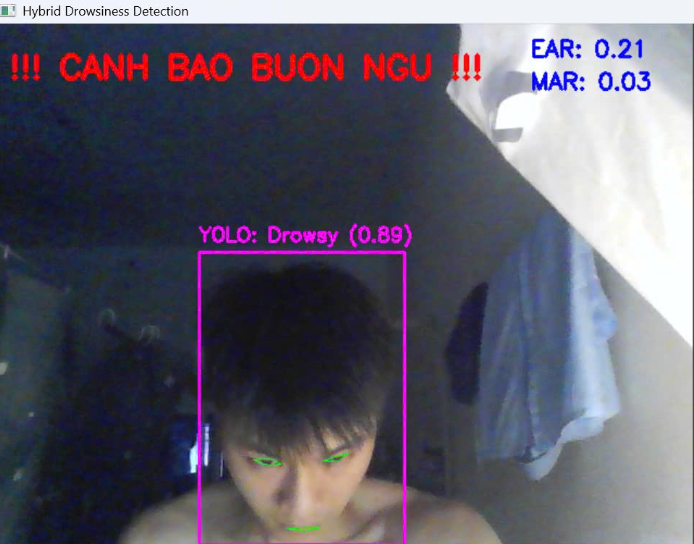 Hybrid Drowsiness Detection
!!! CANH BAO BUON NGU !!!
EAR: 0.21
MAR: 0.03
YOLO: Drowsy (0.89)